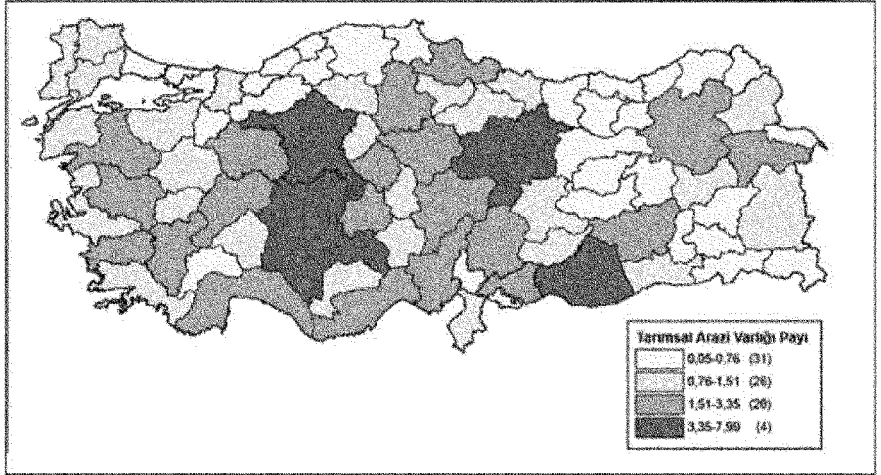 Tarımsal Arazi Varlığı Payı
0,05-0,76 (31)
0,76-1,51 (26)
1,51-3,35 (20)
3,35-7,99 (4)